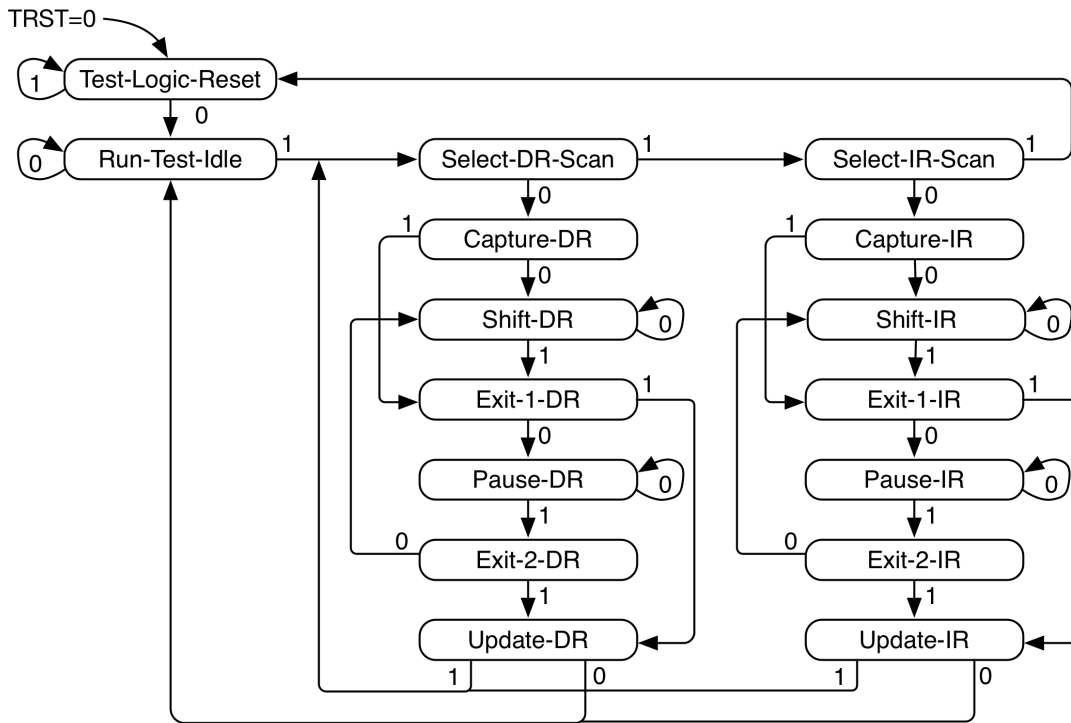 TRST=0
1 Test-Logic-Reset
0
0 Run-Test-Idle 1 Select-DR-Scan 1 Select-IR-Scan 1
0 0
1 Capture-DR 1 Capture-IR
0 0
Shift-DR 0 Shift-IR 0
1 1
Exit-1-DR 1 Exit-1-IR 1
0 0
Pause-DR 0 Pause-IR 0
1 1
0 Exit-2-DR 0 Exit-2-IR
1 1
Update-DR Update-IR
1 0 1 0